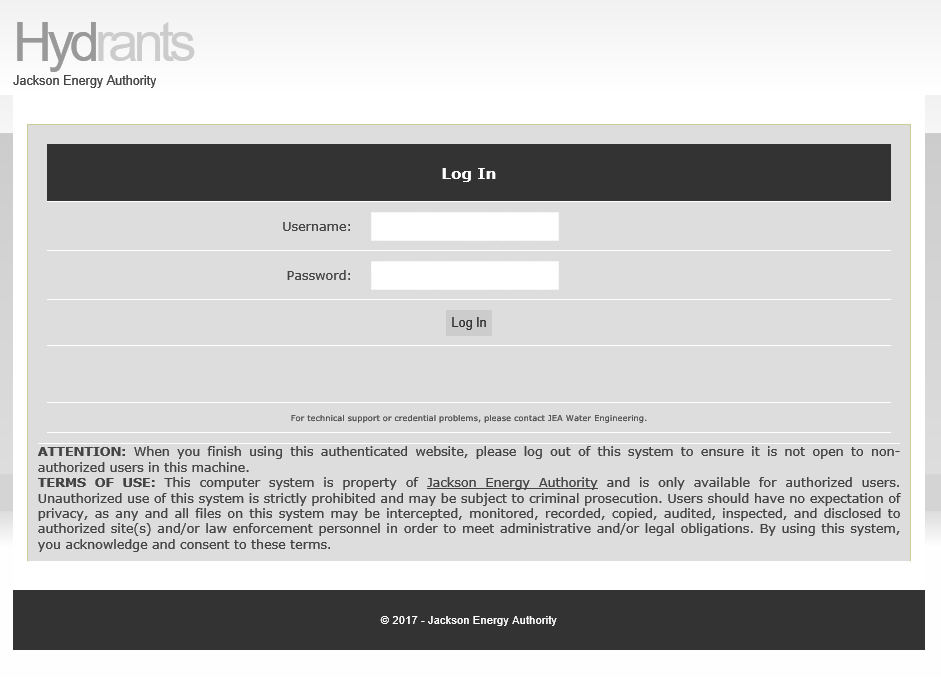 Hydrants
Jackson Energy Authority
Log In
Username:
Password:
Log In
For technical support or credential problems, please contact JEA Water Engineering.
ATTENTION: When you finish using this authenticated website, please log out of this system to ensure it is not open to non-
authorized users in this machine.
TERMS OF USE: This computer system is property of Jackson Energy Authority and is only available for authorized users.
Unauthorized use of this system is strictly prohibited and may be subject to criminal prosecution. Users should have no expectation of
privacy, as any and all files on this system may be intercepted, monitored, recorded, copied, audited, inspected, and disclosed to
authorized site(s) and/or law enforcement personnel in order to meet administrative and/or legal obligations. By using this system,
you acknowledge and consent to these terms.
© 2017 - Jackson Energy Authority